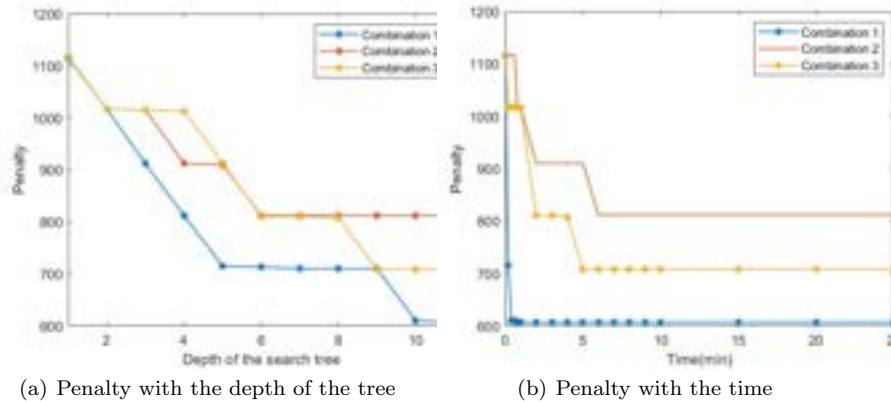 1200
1100
1000
900
800
700
600
Penalty
Combination 1
Combination 2
Combination 3
2
4
6
8
10
Depth of the search tree
(a) Penalty with the depth of the tree
1200
1100
1000
900
800
700
600
Penalty
Combination 1
Combination 2
Combination 3
0
5
10
15
20
Time(min)
(b) Penalty with the time